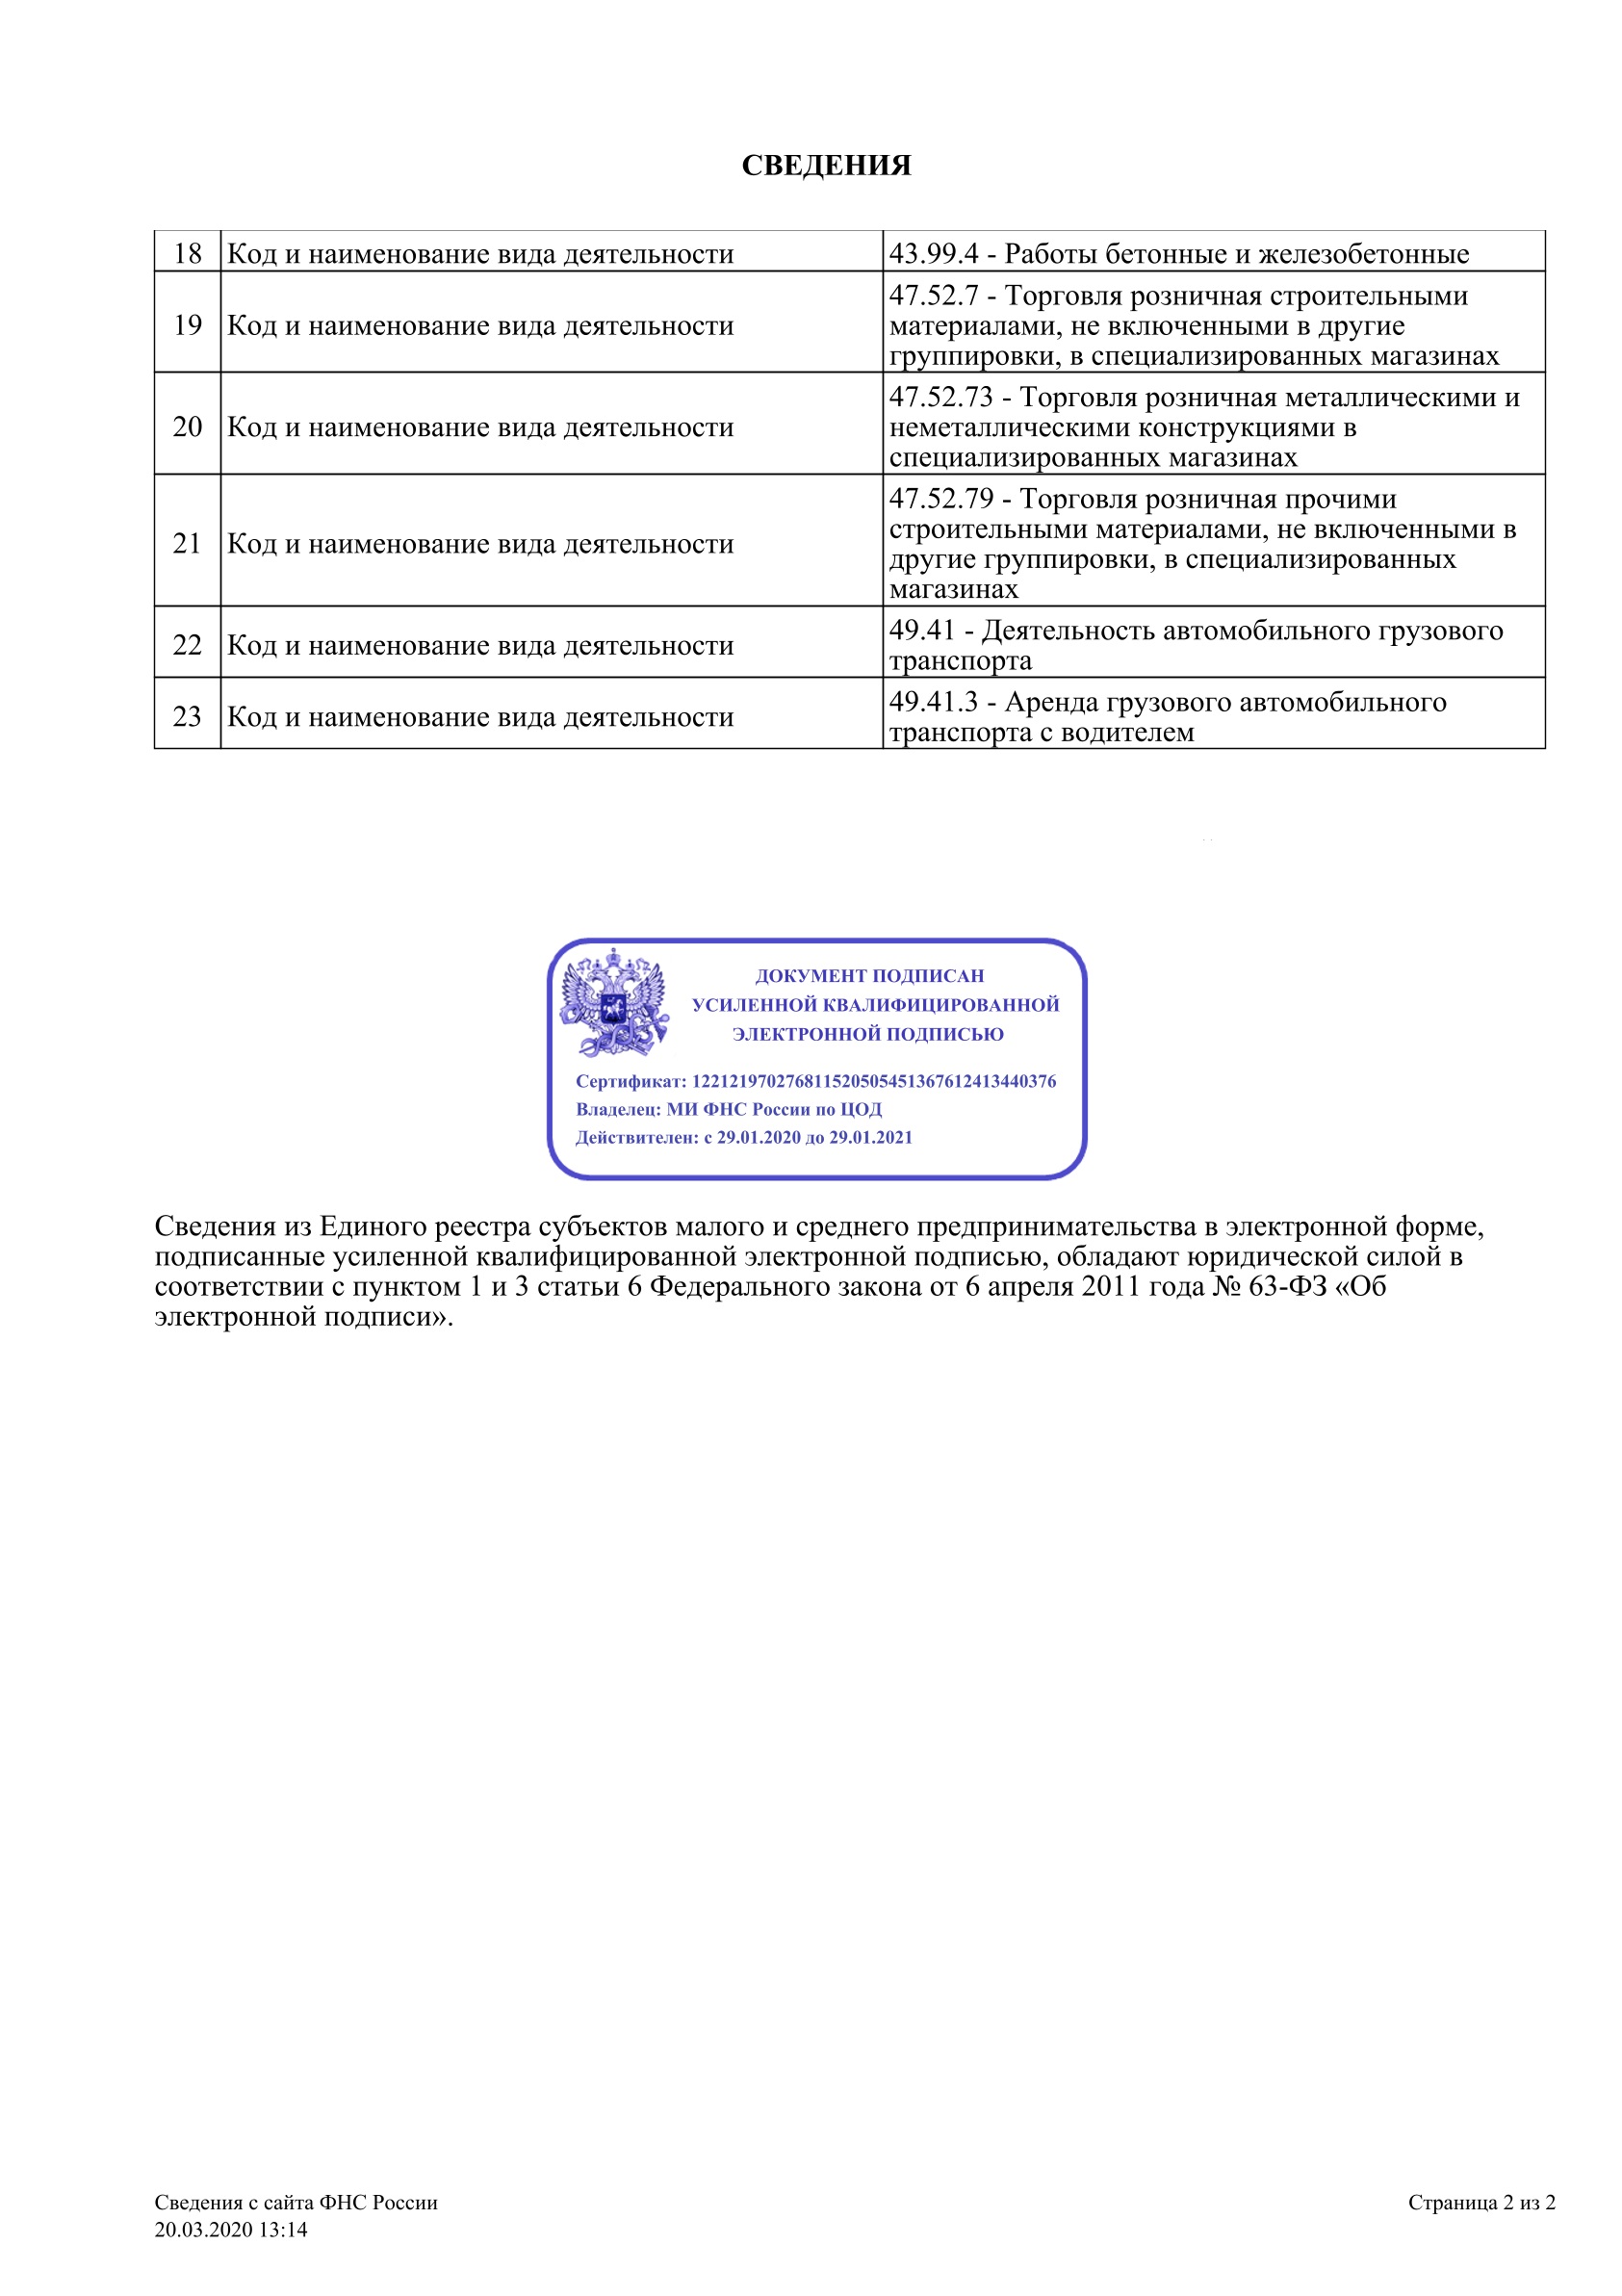 СВЕДЕНИЯ
18 Код и наименование вида деятельности 43.99.4 - Работы бетонные и железобетонные
19 Код и наименование вида деятельности 47.52.7 - Торговля розничная строительными
материалами, не включенными в другие
группировки, в специализированных магазинах
20 Код и наименование вида деятельности 47.52.73 - Торговля розничная металлическими и
неметаллическими конструкциями в
специализированных магазинах
21 Код и наименование вида деятельности 47.52.79 - Торговля розничная прочими
строительными материалами, не включенными в
другие группировки, в специализированных
магазинах
22 Код и наименование вида деятельности 49.41 - Деятельность автомобильного грузового
транспорта
23 Код и наименование вида деятельности 49.41.3 - Аренда грузового автомобильного
транспорта с водителем
ДОКУМЕНТ ПОДПИСАН
УСИЛЕННОЙ КВАЛИФИЦИРОВАННОЙ
ЭЛЕКТРОННОЙ ПОДПИСЬЮ
Сертификат: 122121970276811520505451367612413440376
Владелец: МИ ФНС России по ЦОД
Действителен: с 29.01.2020 до 29.01.2021
Сведения из Единого реестра субъектов малого и среднего предпринимательства в электронной форме,
подписанные усиленной квалифицированной электронной подписью, обладают юридической силой в
соответствии с пунктом 1 и 3 статьи 6 Федерального закона от 6 апреля 2011 года № 63-ФЗ «Об
электронной подписи».
Сведения с сайта ФНС России
20.03.2020 13:14
Страница 2 из 2